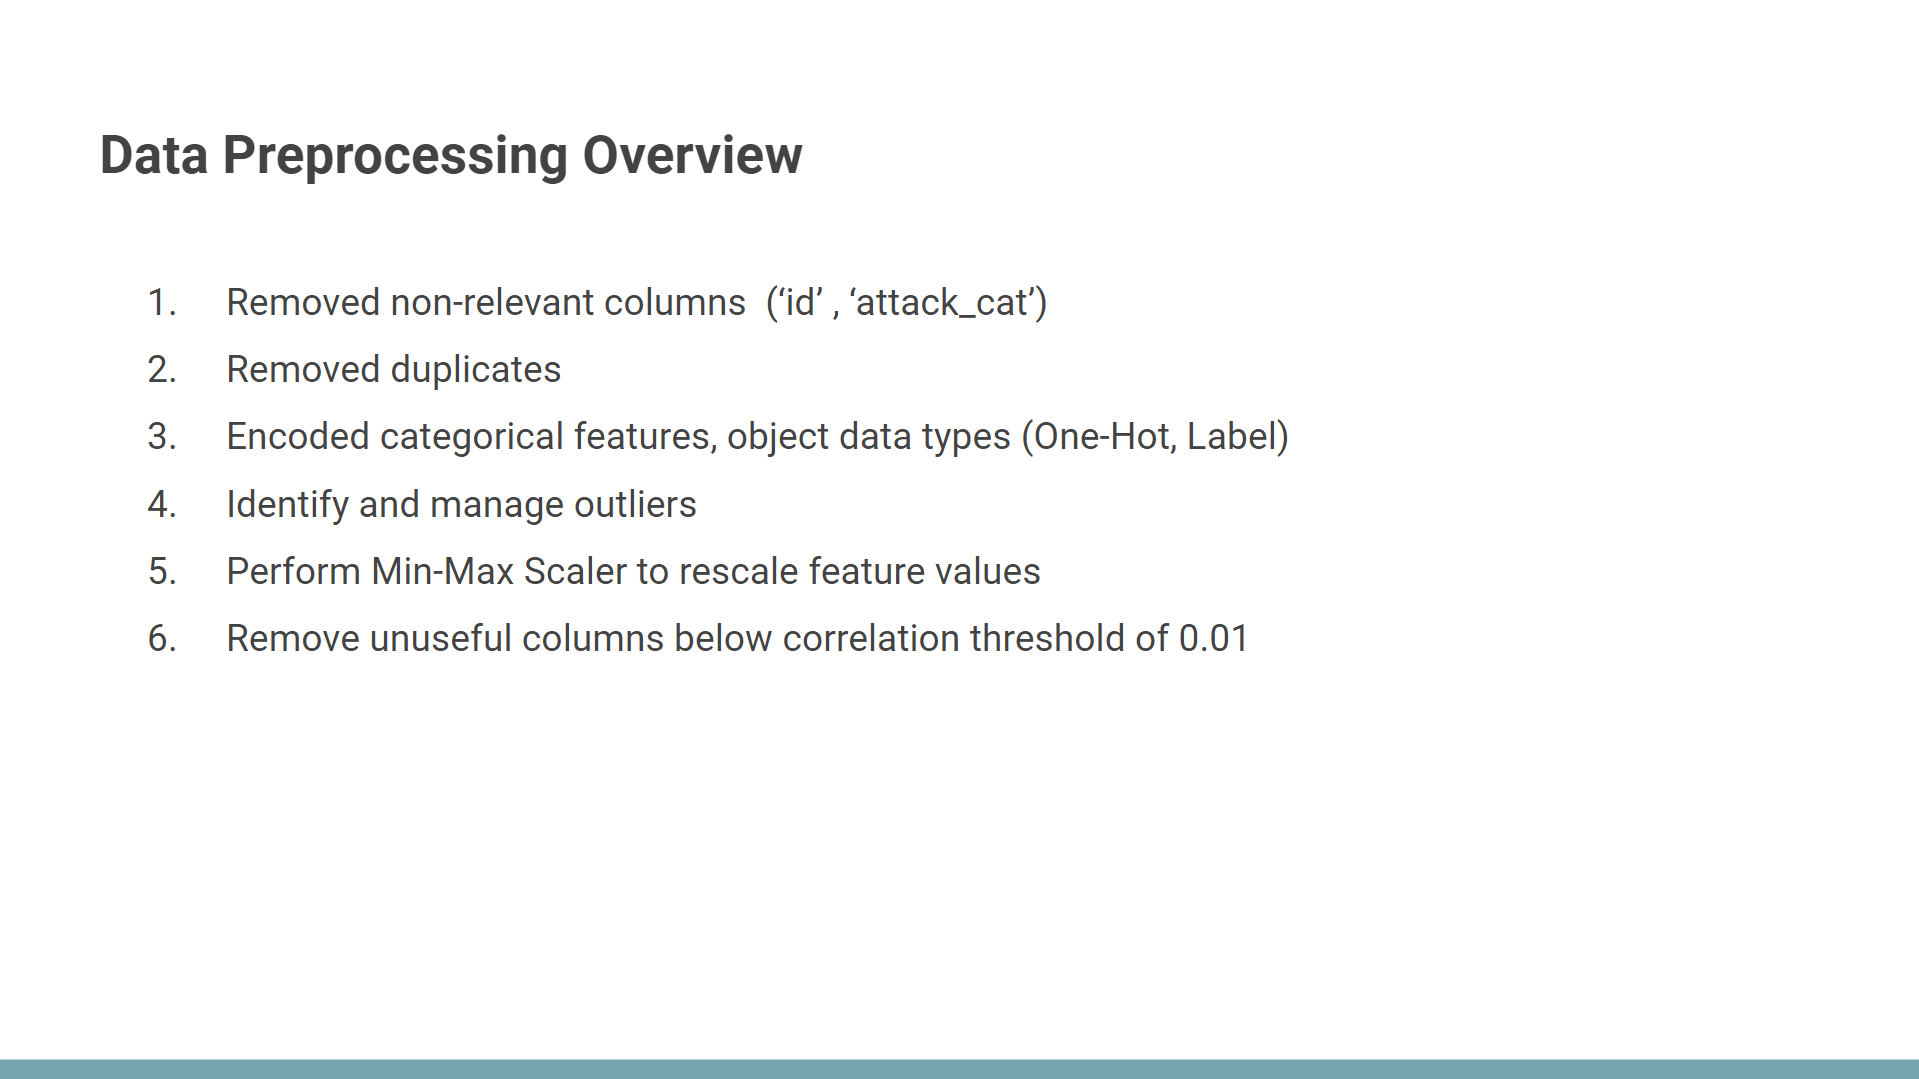 Data Preprocessing Overview
1. Removed non-relevant columns  (‘id’ , ‘attack_cat’)
2. Removed duplicates
3. Encoded categorical features, object data types (One-Hot, Label)
4. Identify and manage outliers
5. Perform Min-Max Scaler to rescale feature values
6. Remove unuseful columns below correlation threshold of 0.01